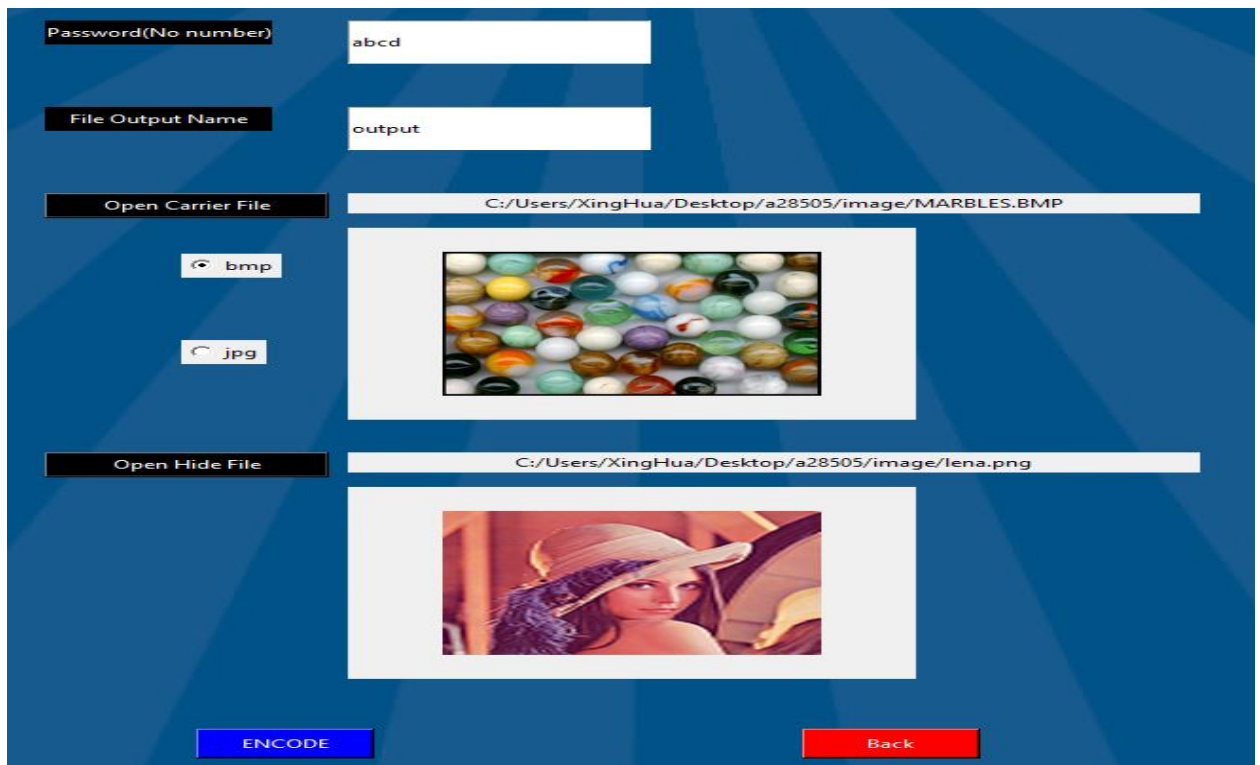 Password(No number)
abcd
File Output Name
output
Open Carrier File
C:/Users/XingHua/Desktop/a28505/image/MARBLES.BMP
bmp
jpg
Open Hide File
C:/Users/XingHua/Desktop/a28505/image/lena.png
ENCODE
Back